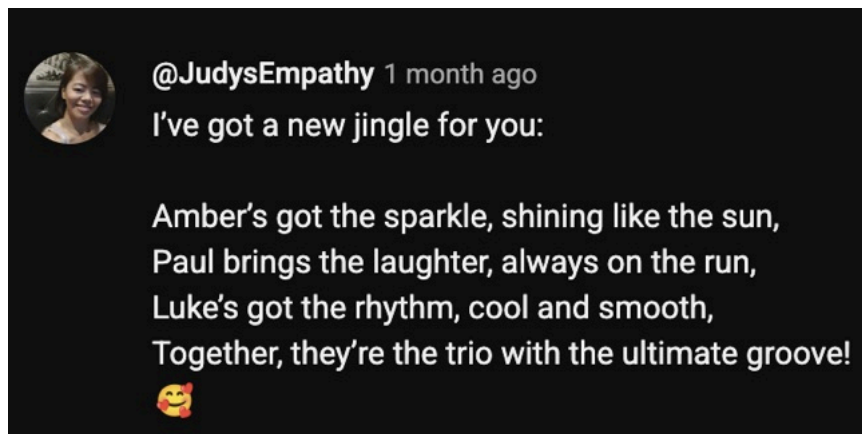 @JudysEmpathy 1 month ago
I’ve got a new jingle for you:
Amber’s got the sparkle, shining like the sun,
Paul brings the laughter, always on the run,
Luke’s got the rhythm, cool and smooth,
Together, they’re the trio with the ultimate groove!
🥰